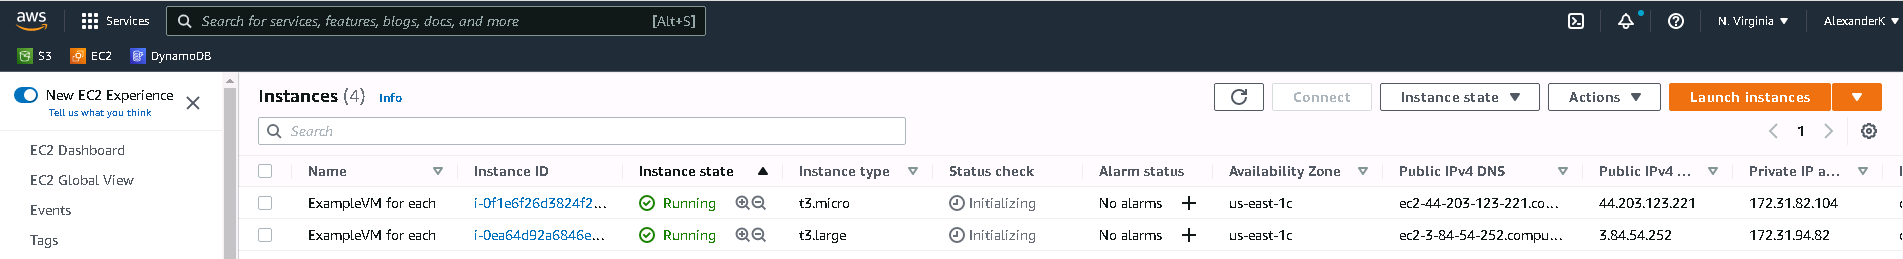 aws Services Search for services, features, blogs, docs, and more [Alt+S] N. Virginia AlexanderK
S3 EC2 DynamoDB
New EC2 Experience
Tell us what you think
EC2 Dashboard
EC2 Global View
Events
Tags
Instances (4) Info Connect Instance state Actions Launch instances
Search 1
Name Instance ID Instance state Instance type Status check Alarm status Availability Zone Public IPv4 DNS Public IPv4 ... Private IP a...
ExampleVM for each i-0f1e6f26d3824f2... Running t3.micro Initializing No alarms + us-east-1c ec2-44-203-123-221.co... 44.203.123.221 172.31.82.104
ExampleVM for each i-0ea64d92a6846e... Running t3.large Initializing No alarms + us-east-1c ec2-3-84-54-252.compu... 3.84.54.252 172.31.94.82